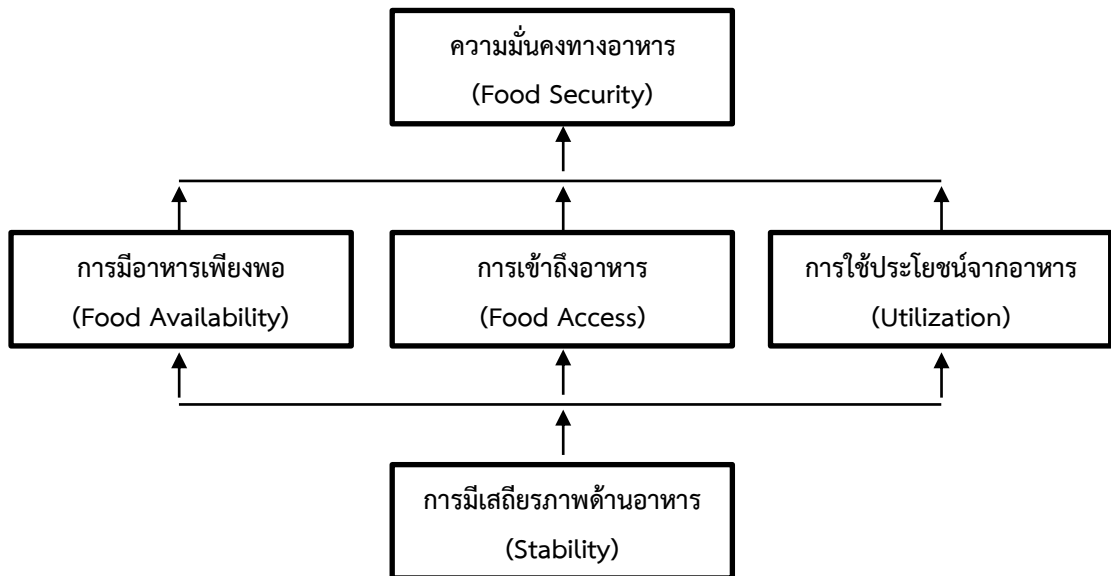 ความมั่นคงทางอาหาร
(Food Security)
การมีอาหารเพียงพอ
(Food Availability)
การเข้าถึงอาหาร
(Food Access)
การใช้ประโยชน์จากอาหาร
(Utilization)
การมีเสถียรภาพด้านอาหาร
(Stability)